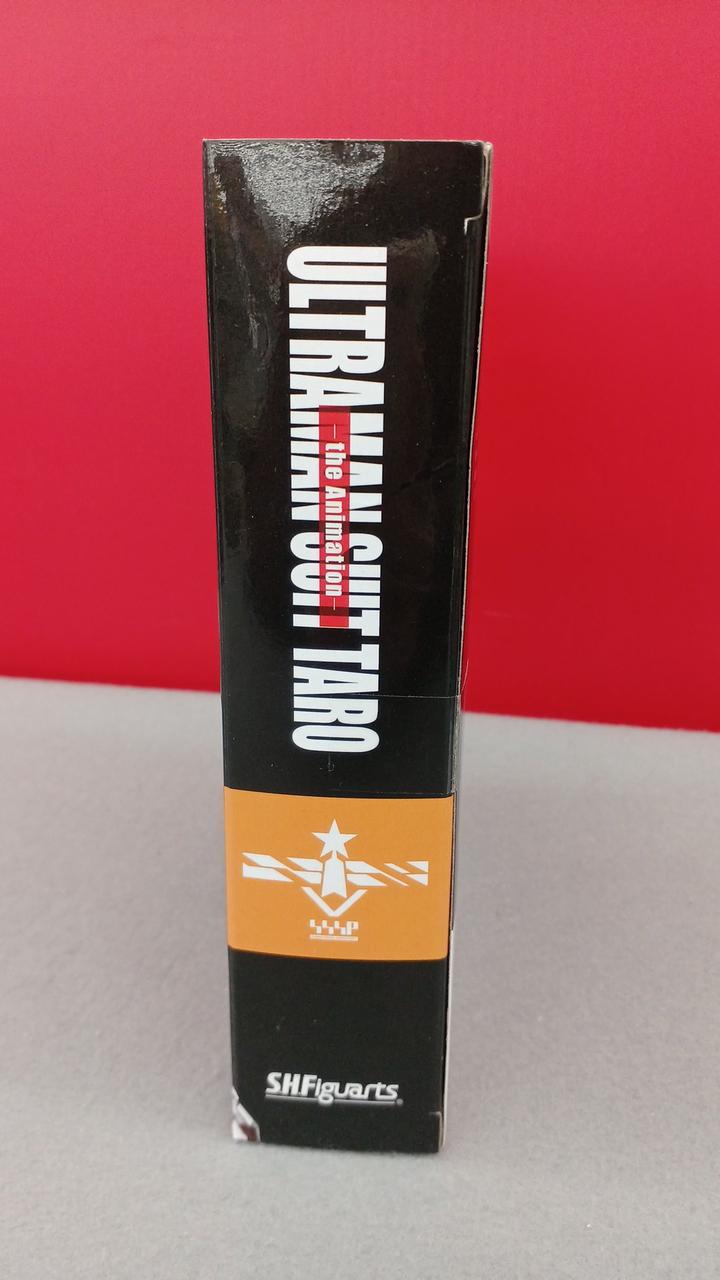 ULTRAMAN SUIT TARO
—the Animation—
SSSP
S.H.Figuarts